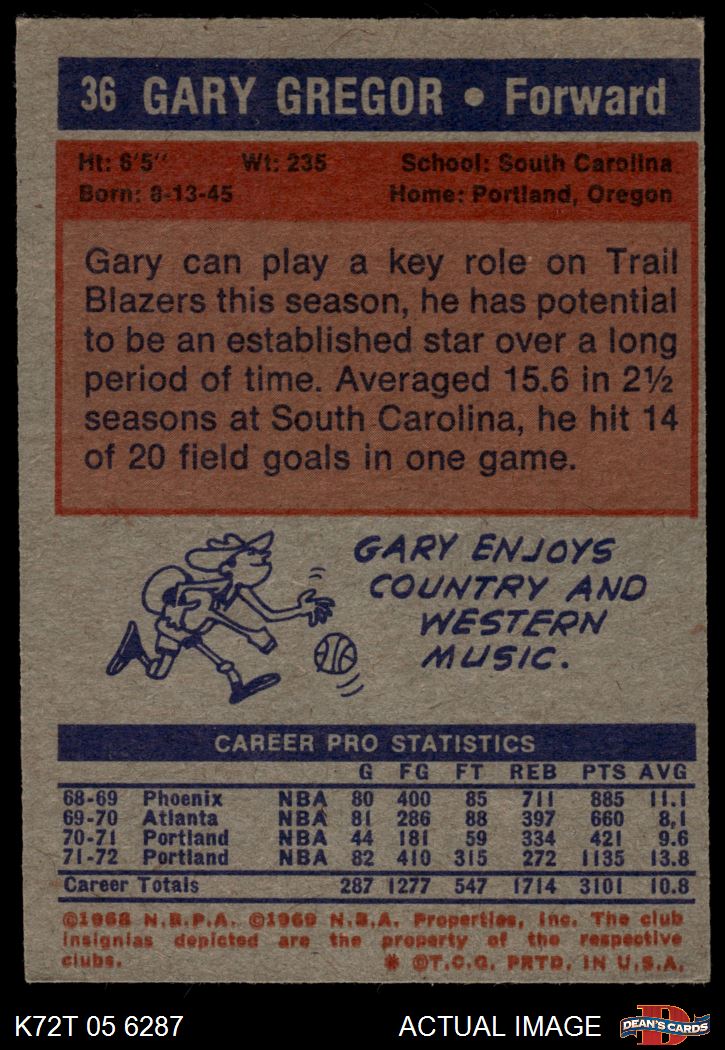 36 GARY GREGOR • Forward
Ht: 6'5" Wt: 235 School: South Carolina
Born: 8-13-45 Home: Portland, Oregon
Gary can play a key role on Trail
Blazers this season, he has potential
to be an established star over a long
period of time. Averaged 15.6 in 2½
seasons at South Carolina, he hit 14
of 20 field goals in one game.
GARY ENJOYS
COUNTRY AND
WESTERN
MUSIC.
CAREER PRO STATISTICS
G FG FT REB PTS AVG
68-69 Phoenix NBA 80 400 85 711 885 11.1
69-70 Atlanta NBA 81 286 88 397 660 8,1
70-71 Portland NBA 44 181 59 334 421 9.6
71-72 Portland NBA 82 410 315 272 1135 13.8
Career Totals 287 1277 547 1714 3101 10.8
©1968 N.B.P.A. ©1969 N.B.A. Properties, Inc. The club
insignias depicted are the property of the respective
clubs. * ©T.C.G. PRTD. IN U.S.A.
K72T 05 6287 ACTUAL IMAGE D DEAN'S CARDS